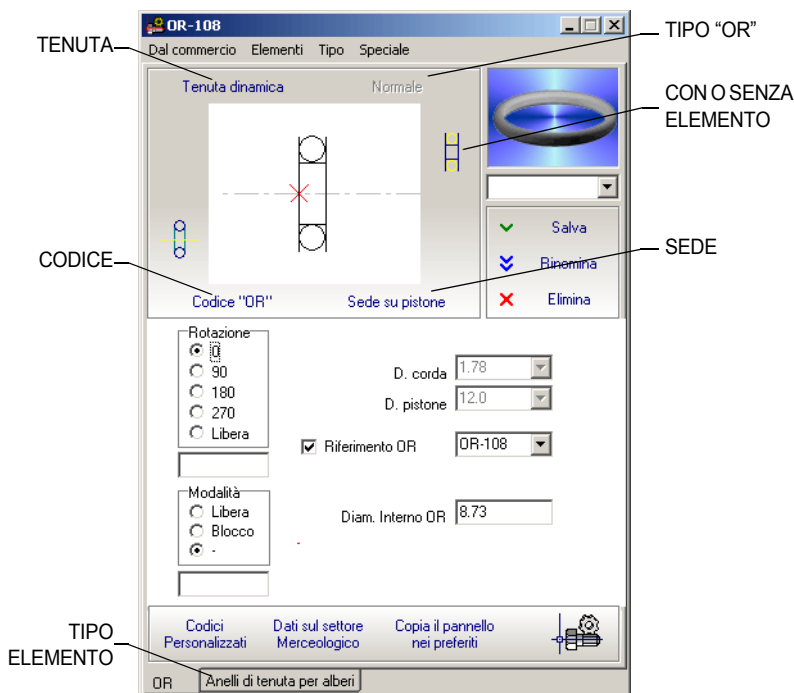 OR-108
TENUTA
TIPO “OR”
Dal commercio Elementi Tipo Speciale
Tenuta dinamica
Normale
CON O SENZA
ELEMENTO
CODICE
SEDE
Salva
Rinomina
Elimina
Codice "OR"
Sede su pistone
Rotazione
0
90
180
270
Libera
D. corda 1.78
D. pistone 12.0
Riferimento OR OR-108
Modalità
Libera
Blocco
-
Diam. Interno OR 8.73
Codici
Personalizzati
Dati sul settore
Merceologico
Copia il pannello
nei preferiti
TIPO
ELEMENTO
OR
Anelli di tenuta per alberi